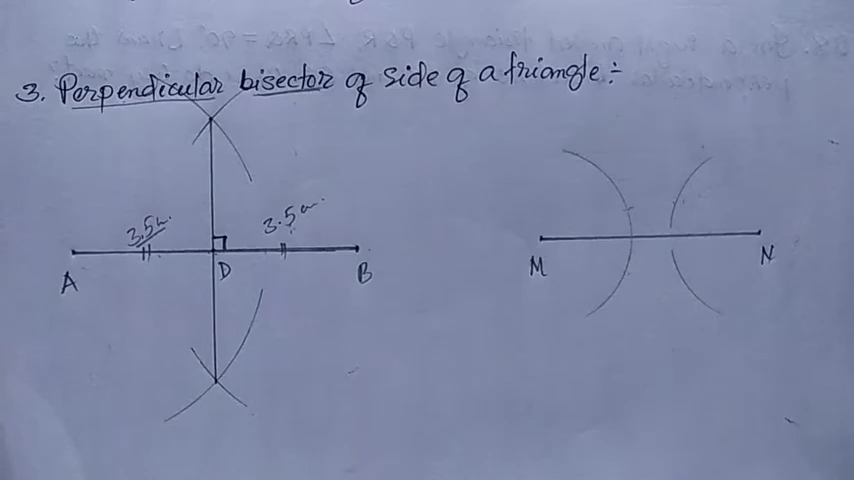 3. Perpendicular bisector of side of a triangle:-
3.5cm. 3.5cm.
A D B
M N